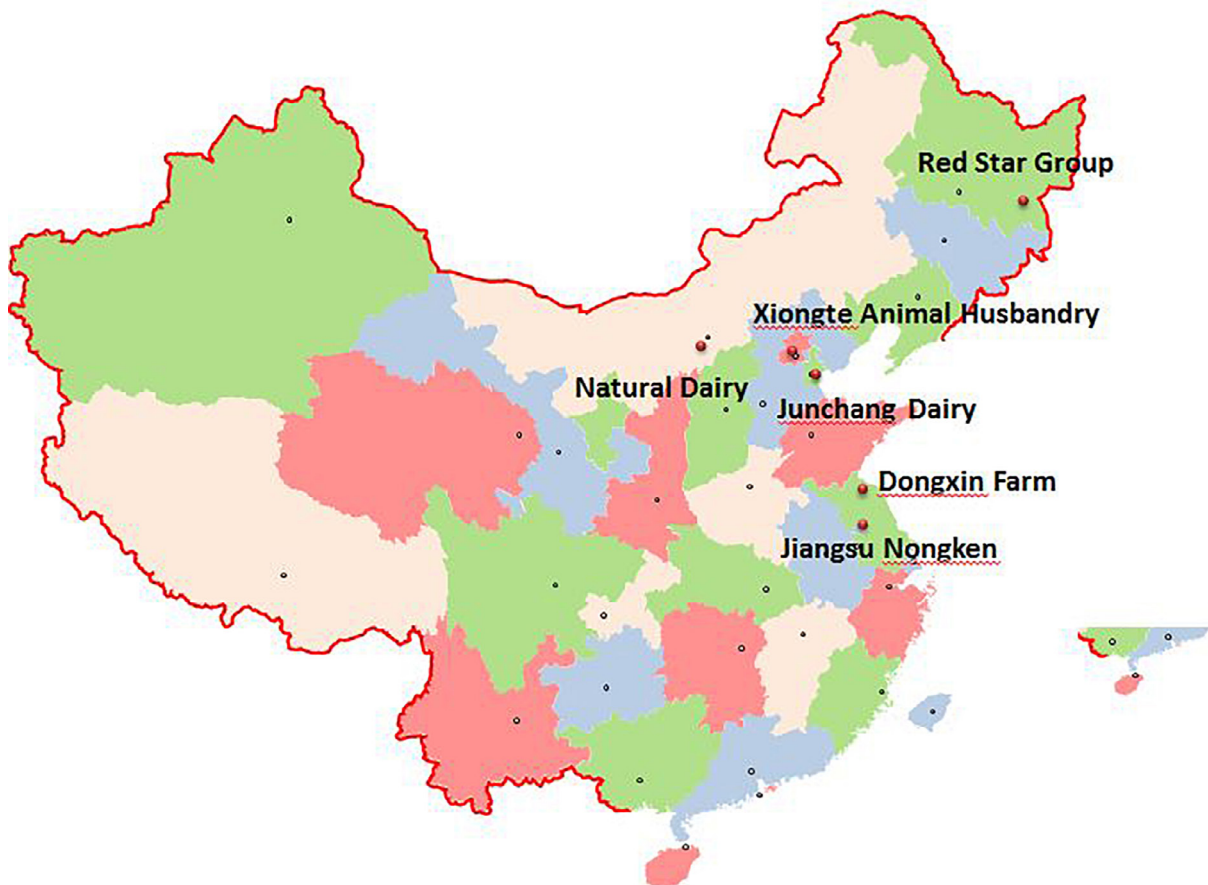 Red Star Group
Xiongte Animal Husbandry
Natural Dairy
Junchang Dairy
Dongxin Farm
Jiangsu Nongken